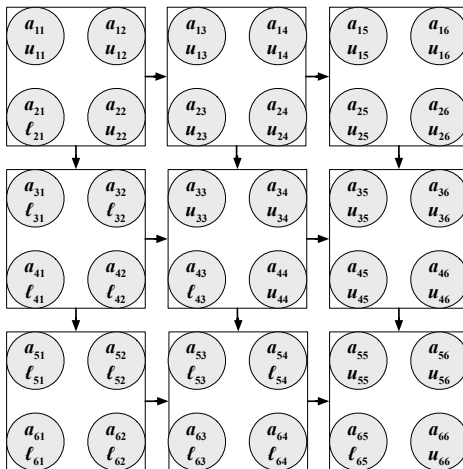 a₁₁ a₁₂ a₁₃ a₁₄ a₁₅ a₁₆
u₁₁ u₁₂ u₁₃ u₁₄ u₁₅ u₁₆
a₂₁ a₂₂ a₂₃ a₂₄ a₂₅ a₂₆
ℓ₂₁ u₂₂ u₂₃ u₂₄ u₂₅ u₂₆
a₃₁ a₃₂ a₃₃ a₃₄ a₃₅ a₃₆
ℓ₃₁ ℓ₃₂ u₃₃ u₃₄ u₃₅ u₃₆
a₄₁ a₄₂ a₄₃ a₄₄ a₄₅ a₄₆
ℓ₄₁ ℓ₄₂ ℓ₄₃ u₄₄ u₄₅ u₄₆
a₅₁ a₅₂ a₅₃ a₅₄ a₅₅ a₅₆
ℓ₅₁ ℓ₅₂ ℓ₅₃ ℓ₅₄ u₅₅ u₅₆
a₆₁ a₆₂ a₆₃ a₆₄ a₆₅ a₆₆
ℓ₆₁ ℓ₆₂ ℓ₆₃ ℓ₆₄ ℓ₆₅ u₆₆